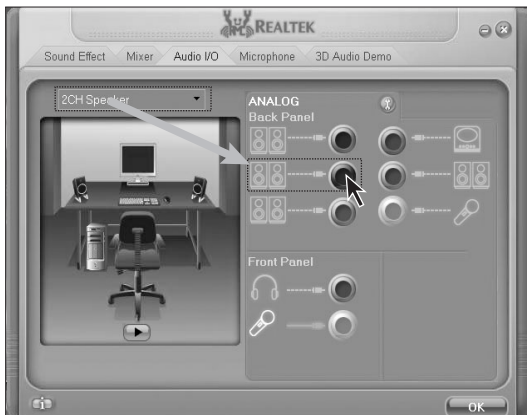 REALTEK
Sound Effect Mixer Audio I/O Microphone 3D Audio Demo
2CH Speaker
ANALOG
Back Panel
Front Panel
OK